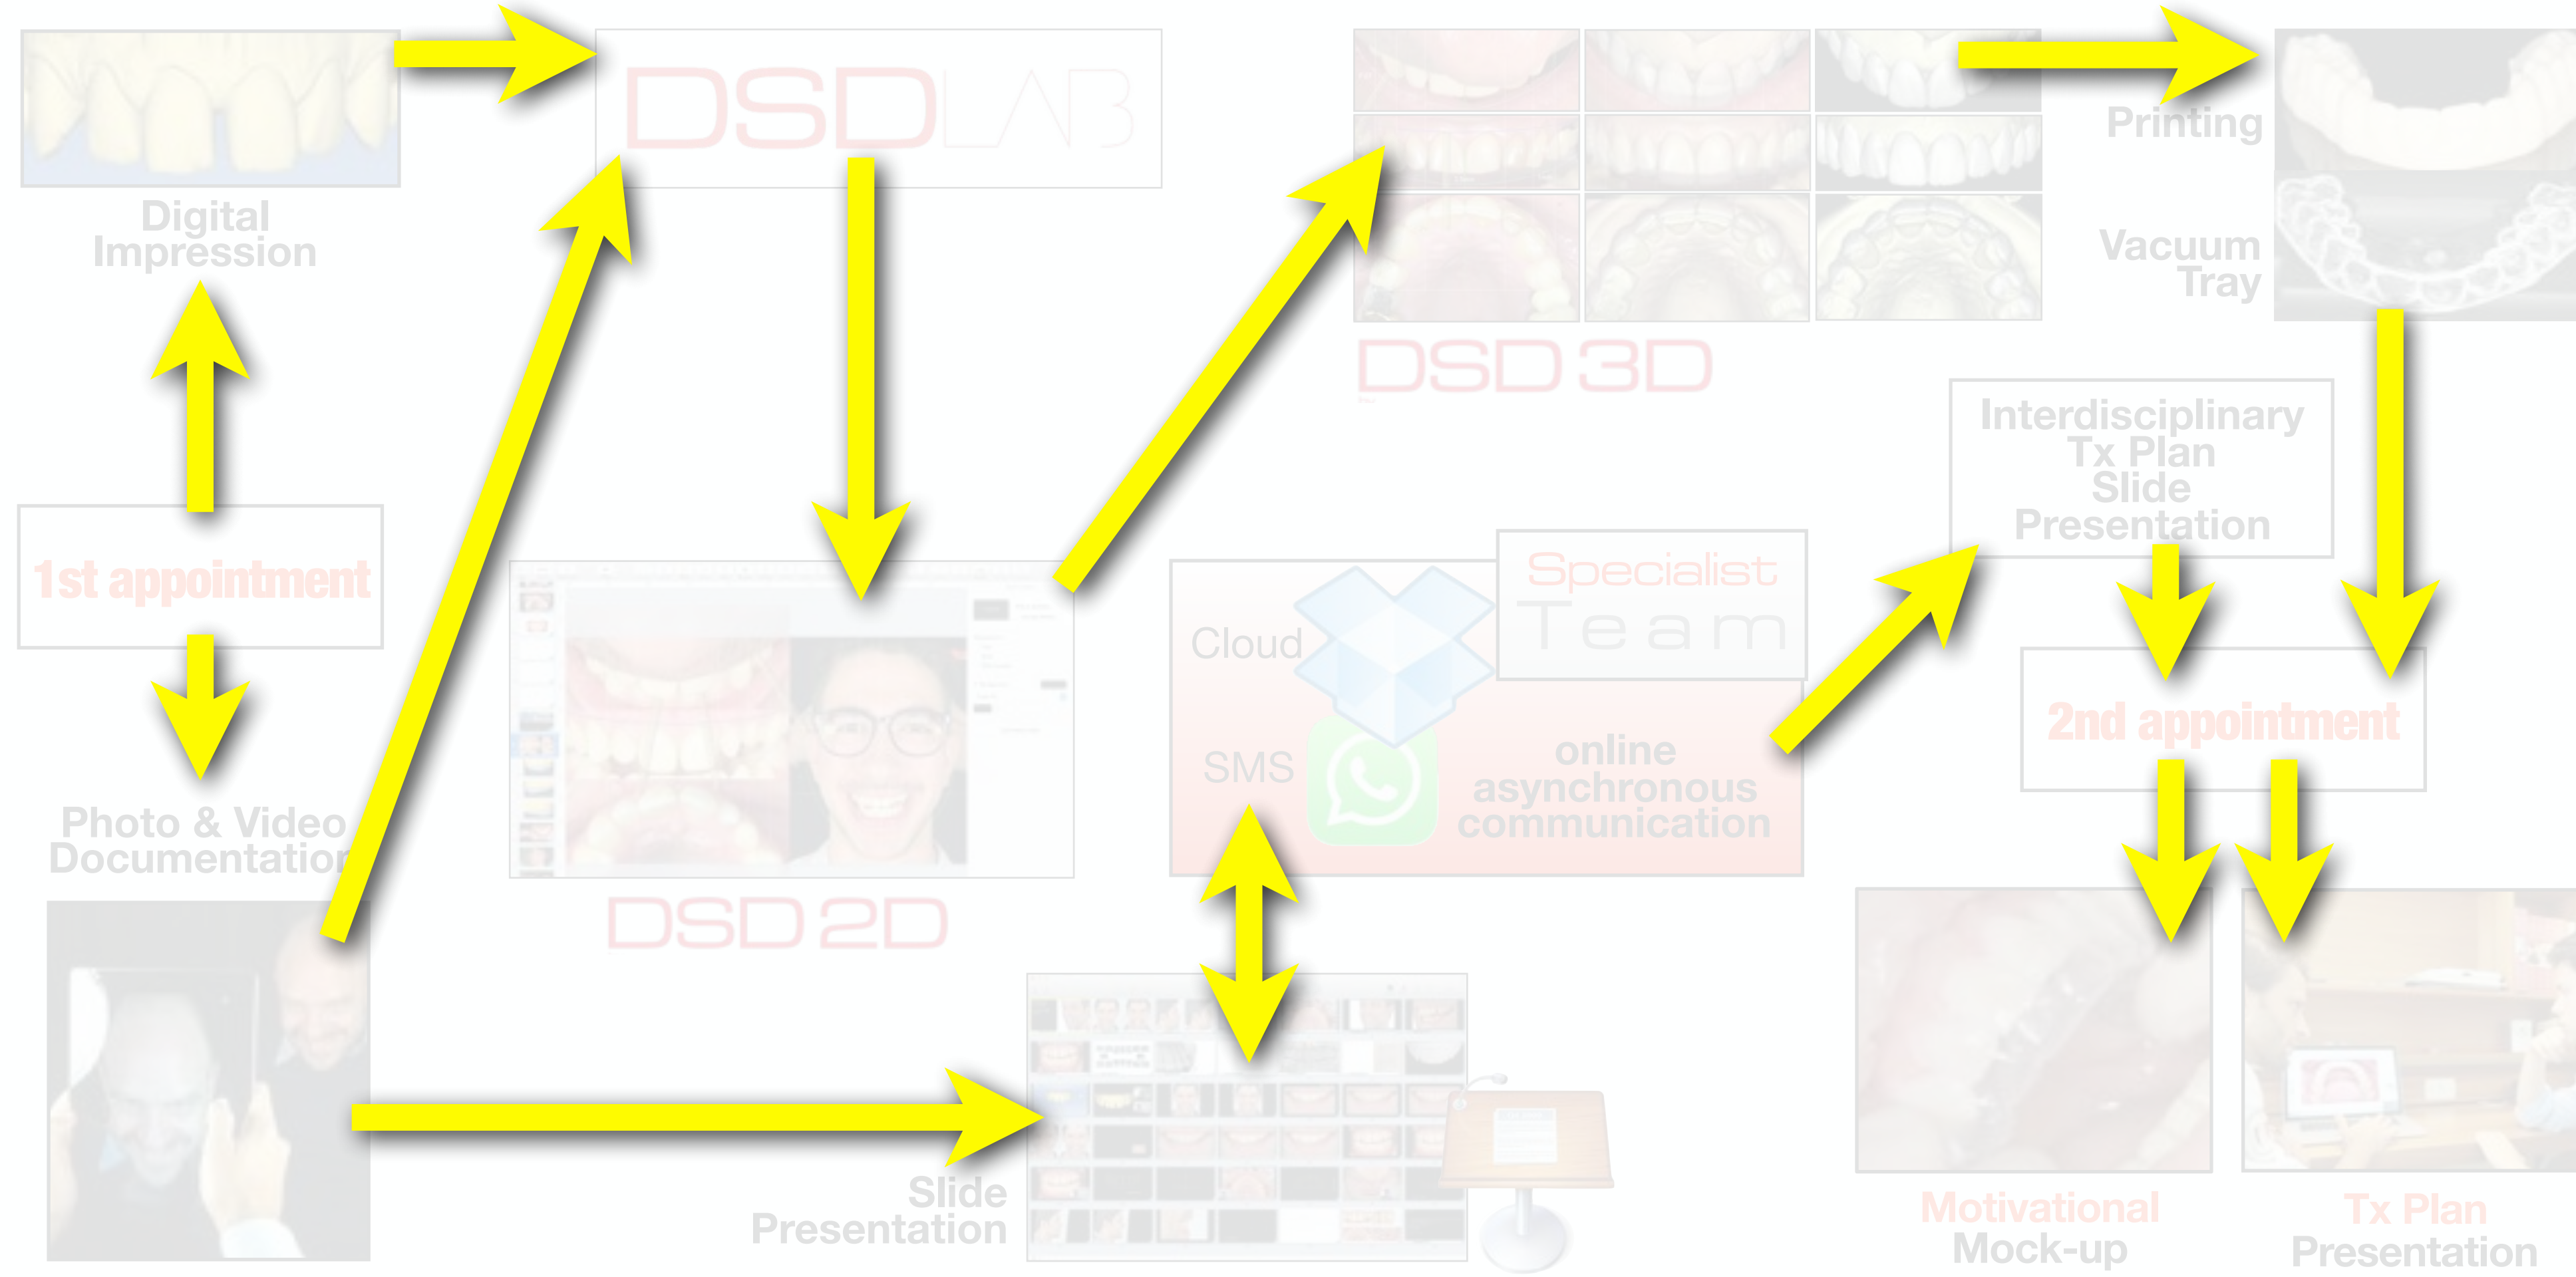 DSDLAB
Printing
Digital
Impression
Vacuum
Tray
DSD 3D
Interdisciplinary
Tx Plan
Slide
Presentation
1st appointment
Specialist
Team
Cloud
SMS
online
asynchronous
communication
2nd appointment
Photo & Video
Documentation
DSD 2D
Slide
Presentation
Motivational
Mock-up
Tx Plan
Presentation